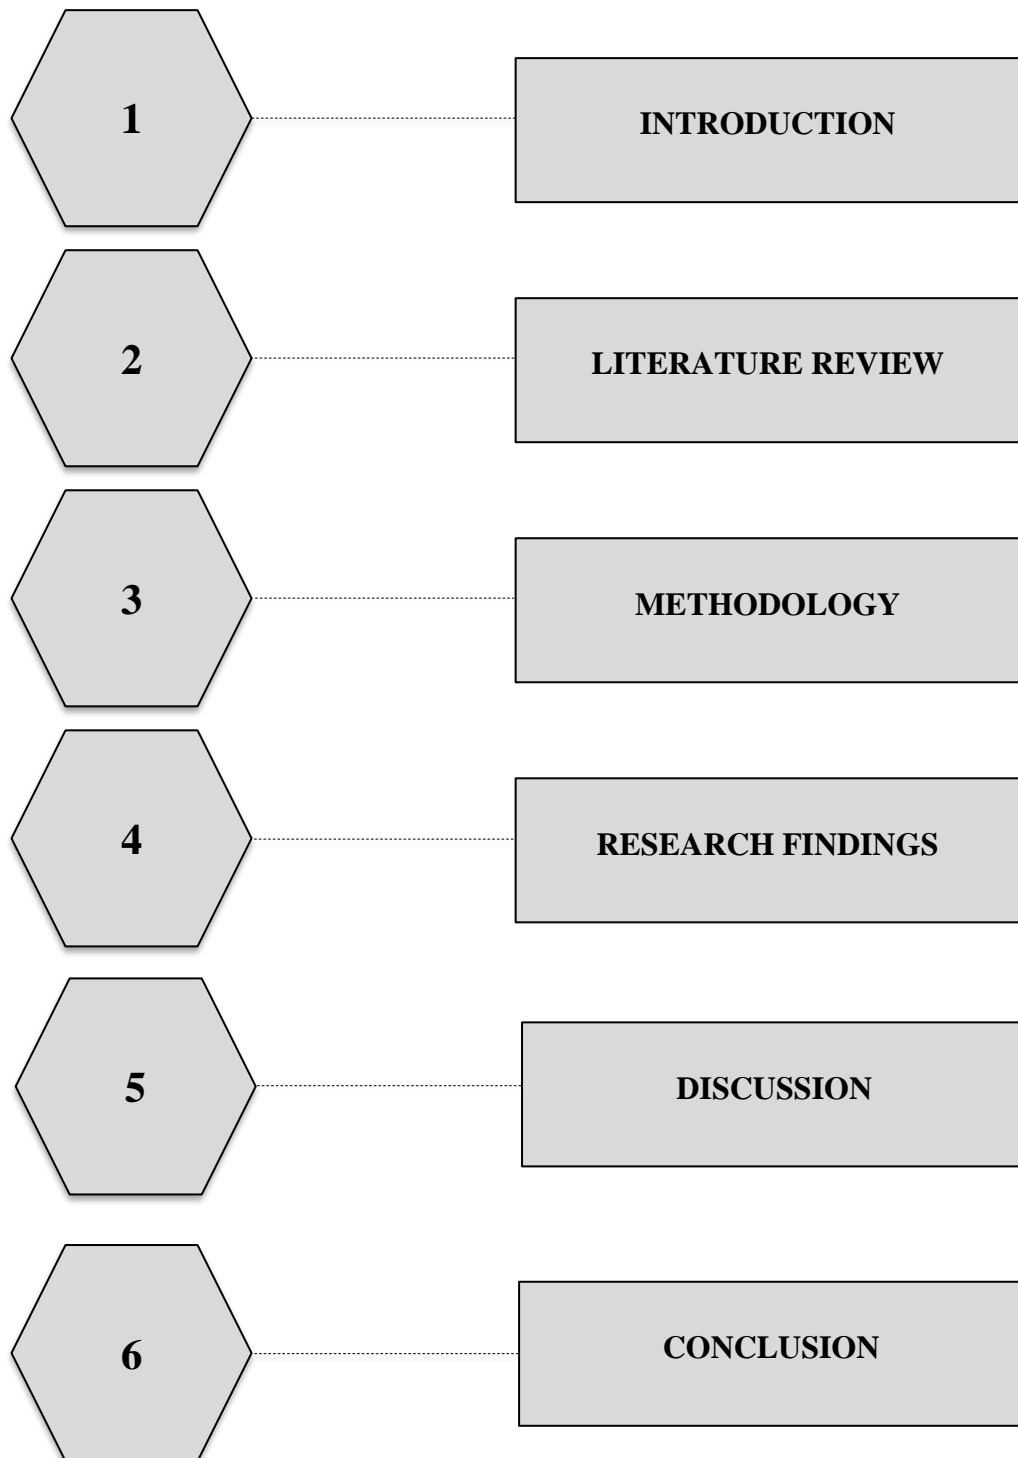 1
INTRODUCTION
2
LITERATURE REVIEW
3
METHODOLOGY
4
RESEARCH FINDINGS
5
DISCUSSION
6
CONCLUSION